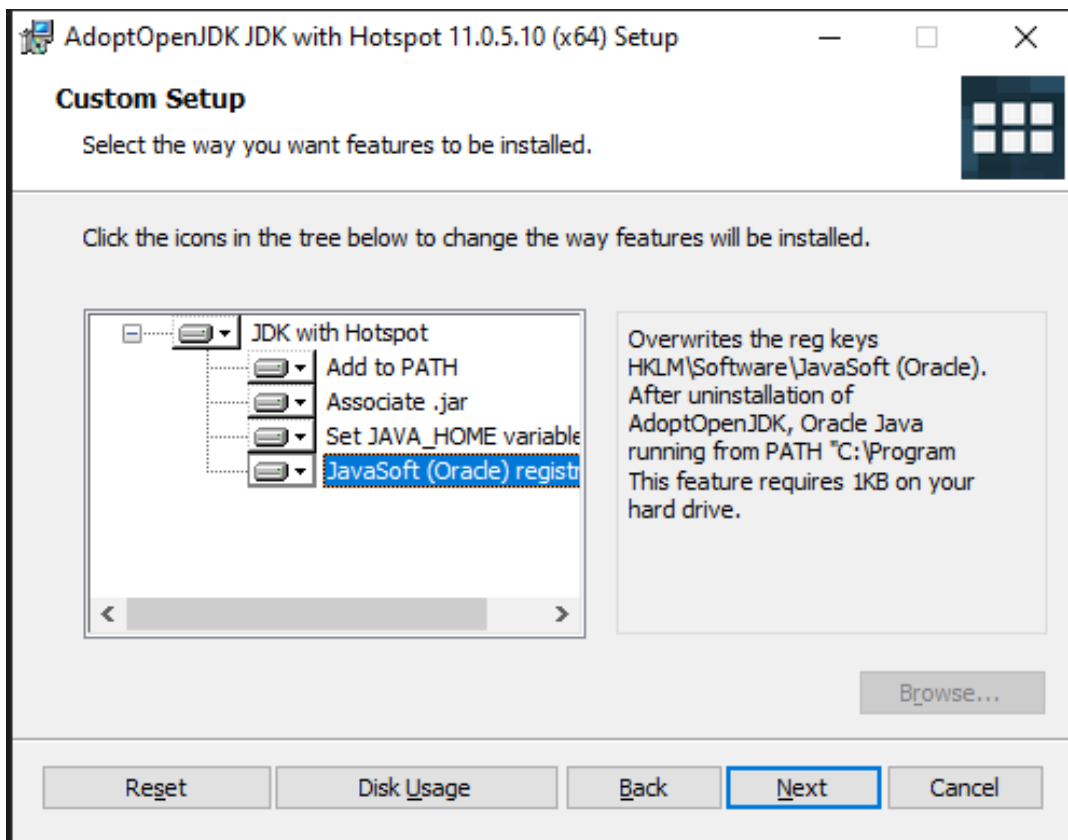 AdoptOpenJDK JDK with Hotspot 11.0.5.10 (x64) Setup
Custom Setup
Select the way you want features to be installed.
Click the icons in the tree below to change the way features will be installed.
JDK with Hotspot
Add to PATH
Associate .jar
Set JAVA_HOME variable
JavaSoft (Oracle) registr
Overwrites the reg keys
HKLM\Software\JavaSoft (Oracle).
After uninstallation of
AdoptOpenJDK, Oracle Java
running from PATH "C:\Program
This feature requires 1KB on your
hard drive.
Browse...
Reset Disk Usage Back Next Cancel